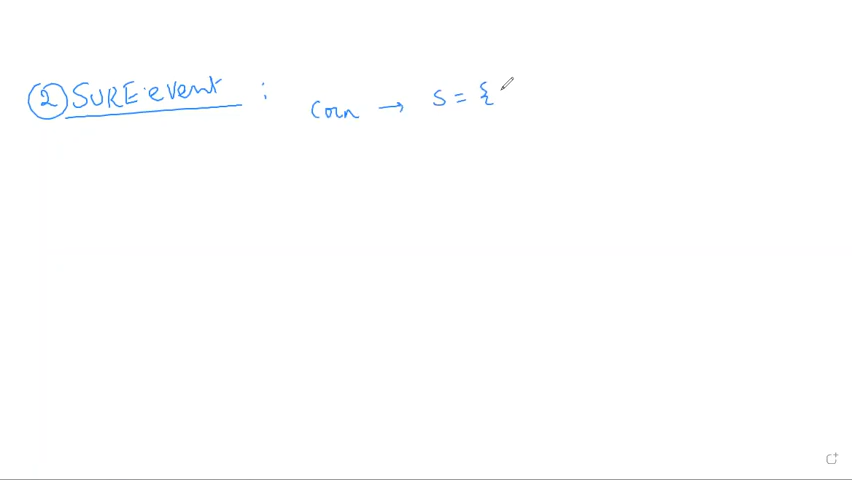 ② SURE event : Coin → S = {